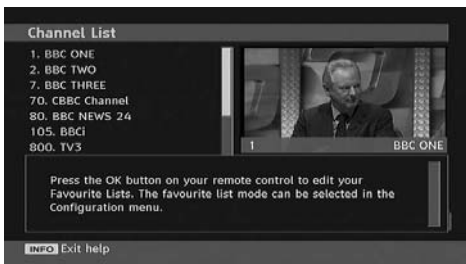 Channel List
1. BBC ONE
2. BBC TWO
7. BBC THREE
70. CBBC Channel
80. BBC NEWS 24
105. BBCi
800. TV3
1 BBC ONE
Press the OK button on your remote control to edit your
Favourite Lists. The favourite list mode can be selected in the
Configuration menu.
INFO Exit help